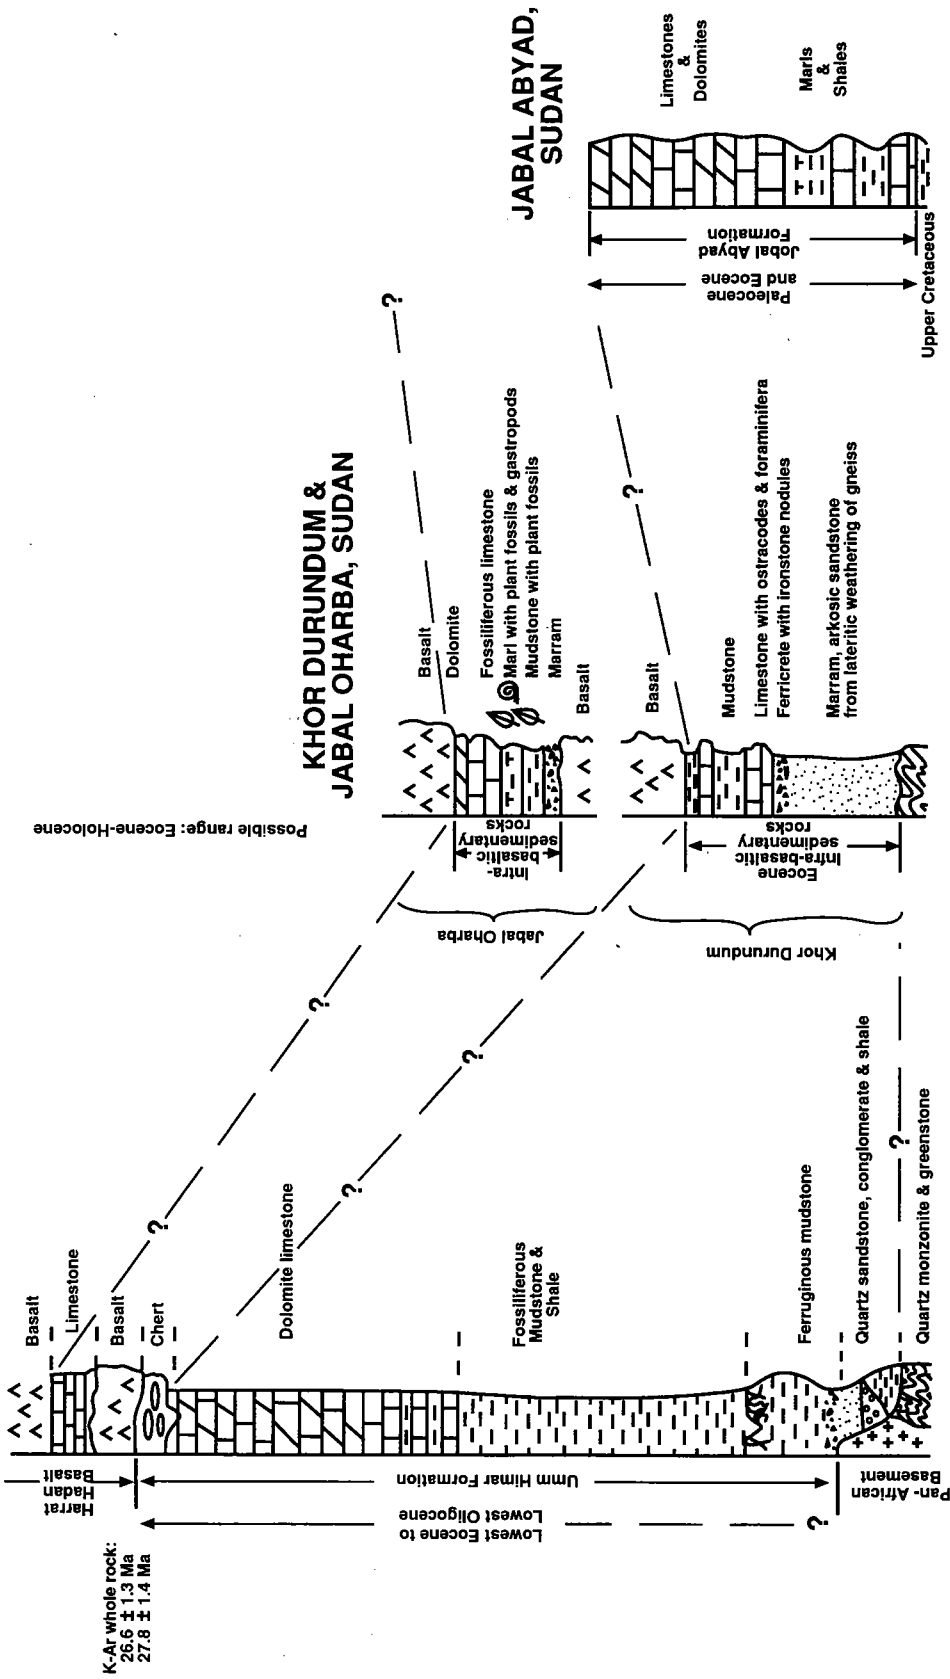 K-Ar whole rock:
26.6 ± 1.3 Ma
27.8 ± 1.4 Ma
Harrat
Hadan
Basalt
Lowest Eocene to
Lowest Oligocene
?
Umm Himar Formation
Pan-African
Basement
Basalt
Limestone
Basalt
Chert
Dolomite limestone
Fossiliferous
Mudstone &
Shale
Ferruginous mudstone
Quartz sandstone, conglomerate & shale
Quartz monzonite & greenstone
?
?
?
?
?
KHOR DURUNDUM &
JABAL OHARBA, SUDAN
Possible range: Eocene-Holocene
Jabal Oharba
Intra-
basaltic
sedimentary
rocks
Basalt
Dolomite
Fossiliferous limestone
Marl with plant fossils & gastropods
Mudstone with plant fossils
Marram
Basalt
Khor Durundum
Eocene
Infra-basaltic
sedimentary
rocks
Basalt
Mudstone
Limestone with ostracodes & foraminifera
Ferricrete with ironstone nodules
Marram, arkosic sandstone
from lateritic weathering of gneiss
?
?
JABAL ABYAD,
SUDAN
Paleocene
and Eocene
Jobal Abyad
Formation
Limestones
&
Dolomites
Marls
&
Shales
Upper Cretaceous